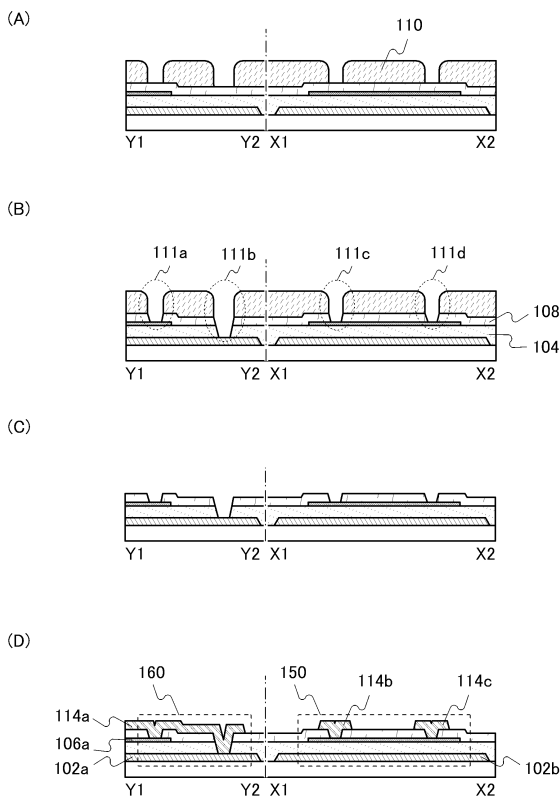 (A)
110
Y1 Y2 X1 X2
(B)
111a 111b 111c 111d
108
104
Y1 Y2 X1 X2
(C)
Y1 Y2 X1 X2
(D)
160 150 114b 114c
114a
106a
102a 102b
Y1 Y2 X1 X2